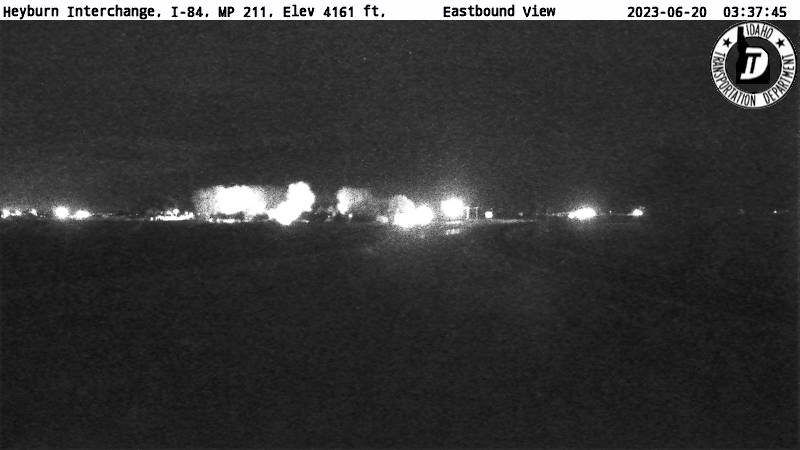 Heyburn Interchange, I-84, MP 211, Elev 4161 ft, Eastbound View 2023-06-20 03:37:45
IDAHO
TRANSPORTATION DEPARTMENT